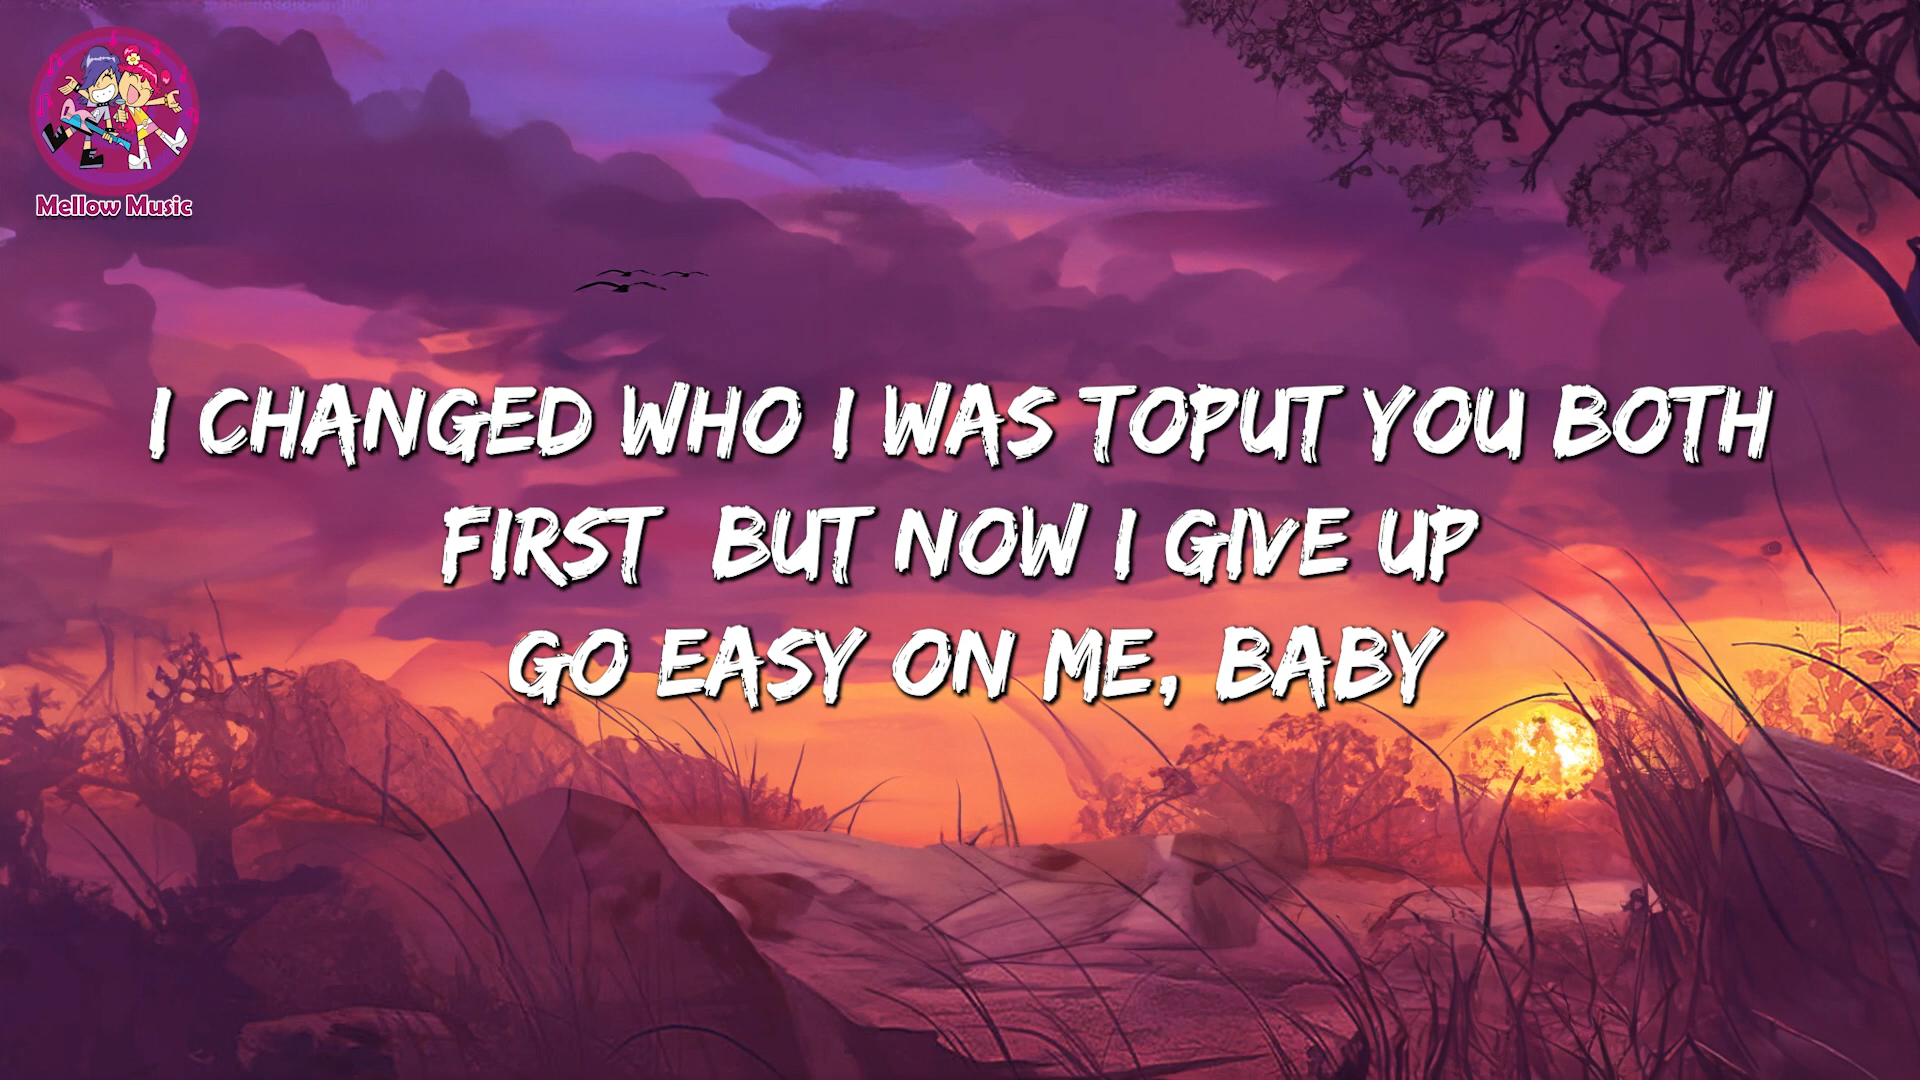 Mellow Music
I CHANGED WHO I WAS TOPUT YOU BOTH
FIRST BUT NOW I GIVE UP
GO EASY ON ME, BABY